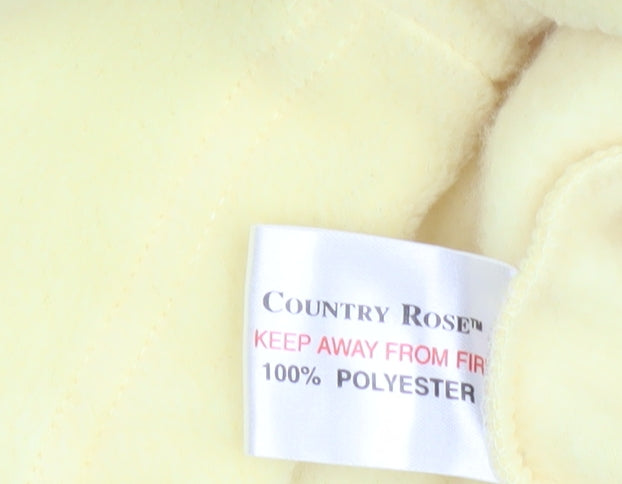 COUNTRY ROSE™
KEEP AWAY FROM FIR
100% POLYESTER